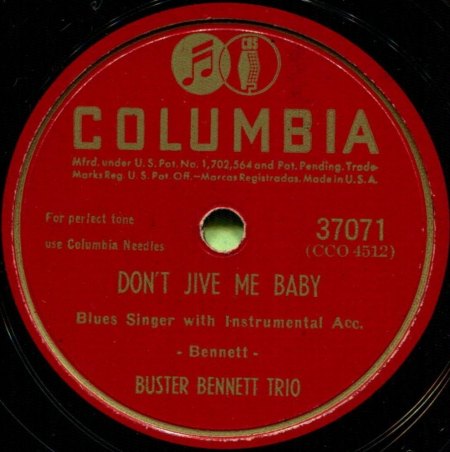 CBS
COLUMBIA
Mfrd. under U.S. Pat. No. 1,702,564 and Pat. Pending. Trade-
Marks Reg. U.S. Pat. Off.—Marcas Registradas. Made in U.S.A.
For perfect tone
use Columbia Needles
37071
(CCO 4512)
DON'T JIVE ME BABY
Blues Singer with Instrumental Acc.
- Bennett -
BUSTER BENNETT TRIO